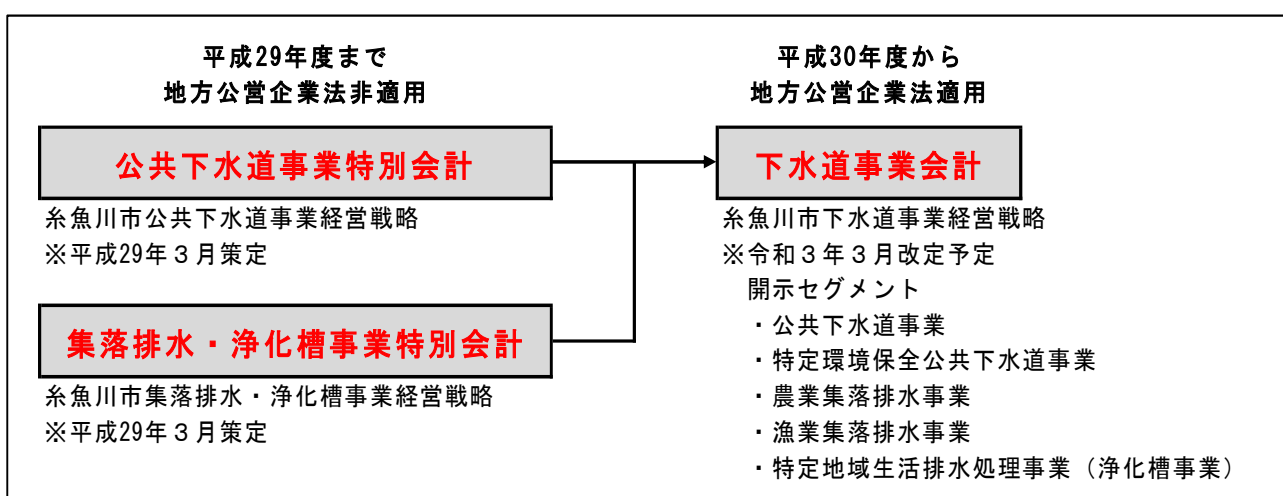 平成29年度まで
地方公営企業法非適用
公共下水道事業特別会計
糸魚川市公共下水道事業経営戦略
※平成29年３月策定
集落排水・浄化槽事業特別会計
糸魚川市集落排水・浄化槽事業経営戦略
※平成29年３月策定
平成30年度から
地方公営企業法適用
下水道事業会計
糸魚川市下水道事業経営戦略
※令和３年３月改定予定
開示セグメント
・公共下水道事業
・特定環境保全公共下水道事業
・農業集落排水事業
・漁業集落排水事業
・特定地域生活排水処理事業（浄化槽事業）